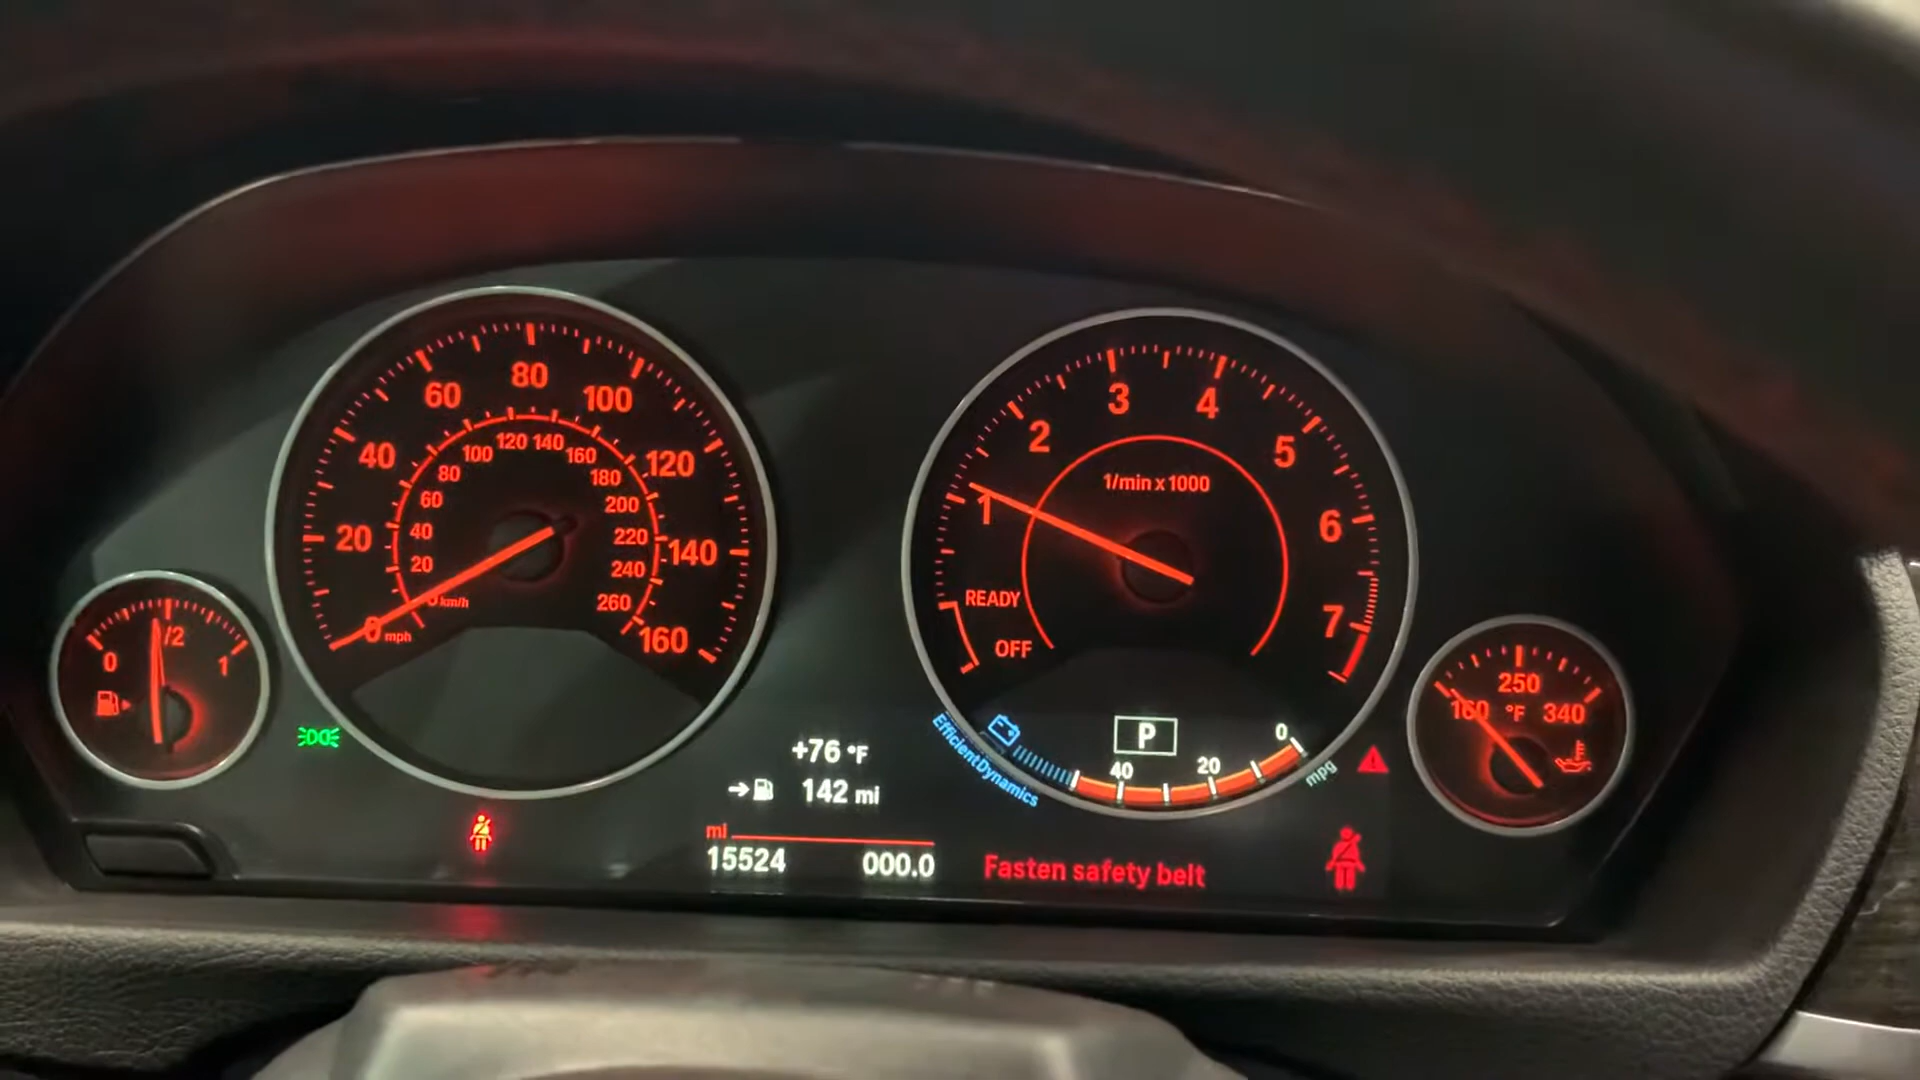 20
40
60
80
100
120
140
160
0 mph
20
40
60
80
100
120
140
160
180
200
220
240
260
km/h
0
1/2
1
1
2
3
4
5
6
7
1/min x 1000
READY
OFF
160
250
340
°F
+76 °F
142 mi
mi
15524 000.0
P
EfficientDynamics
40
20
0
mpg
Fasten safety belt